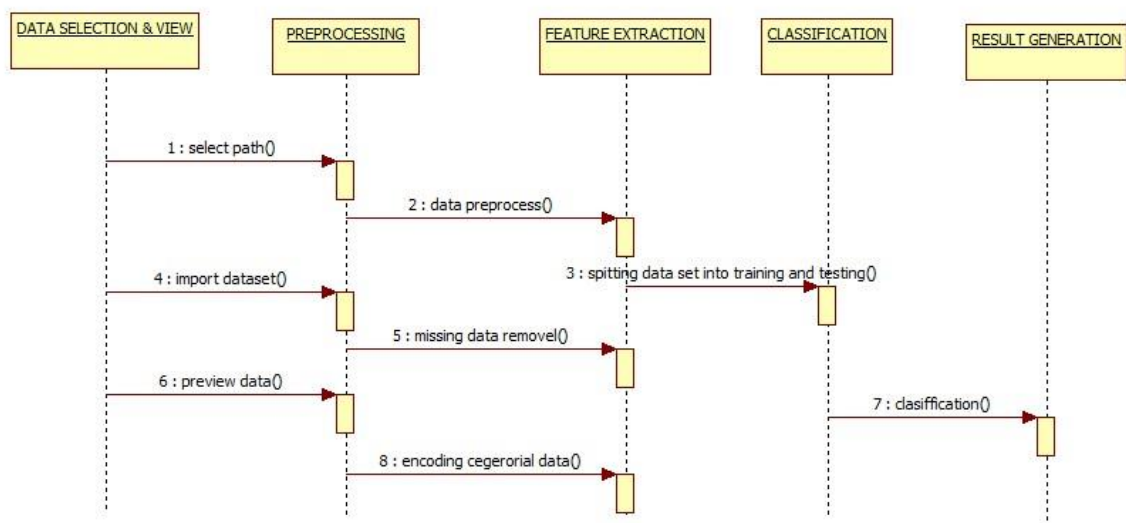 DATA SELECTION & VIEW
PREPROCESSING
FEATURE EXTRACTION
CLASSIFICATION
RESULT GENERATION
1 : select path()
2 : data preprocess()
3 : spitting data set into training and testing()
4 : import dataset()
5 : missing data removel()
6 : preview data()
7 : clasiffication()
8 : encoding cegerorial data()